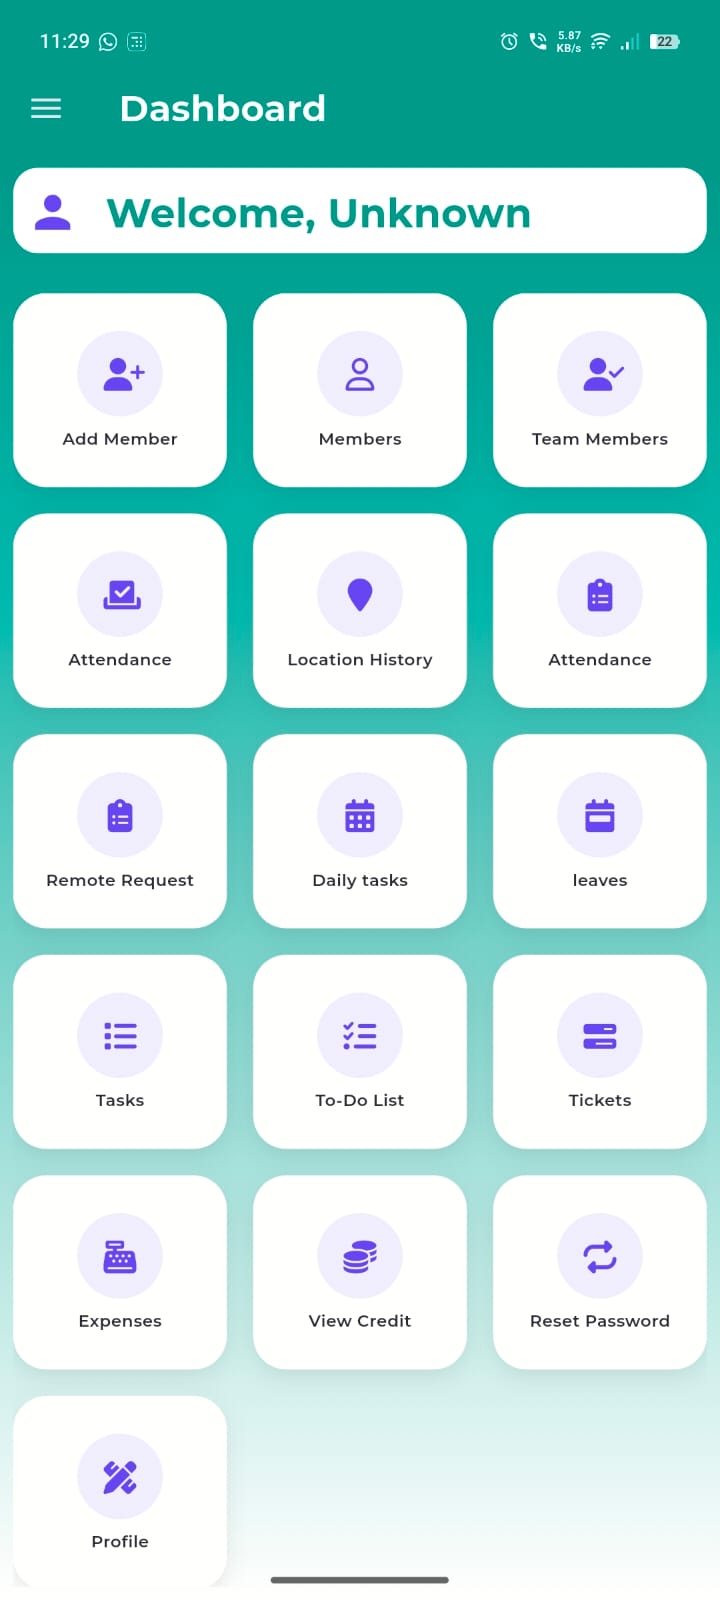 11:29
5.87
KB/s
22
Dashboard
Welcome, Unknown
Add Member
Members
Team Members
Attendance
Location History
Attendance
Remote Request
Daily tasks
leaves
Tasks
To-Do List
Tickets
Expenses
View Credit
Reset Password
Profile